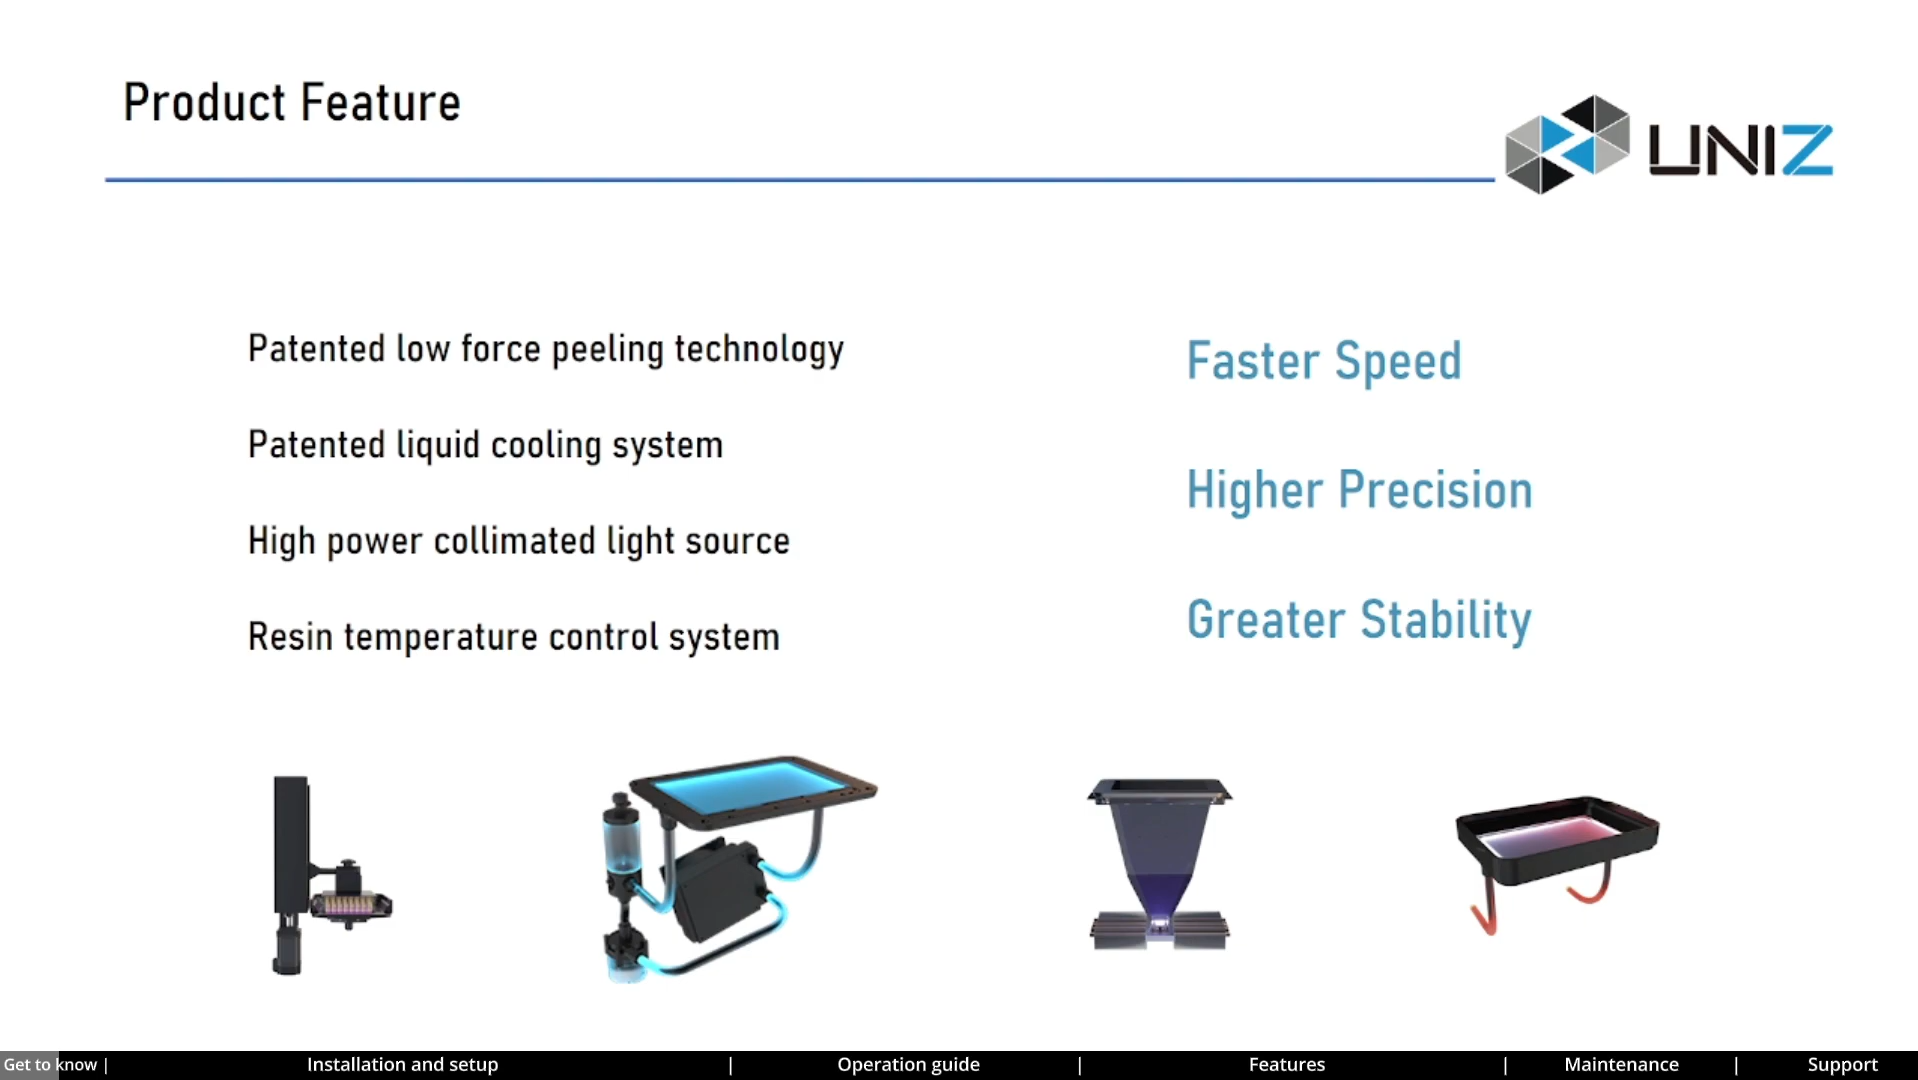 Product Feature
UNIZ
Patented low force peeling technology
Patented liquid cooling system
High power collimated light source
Resin temperature control system
Faster Speed
Higher Precision
Greater Stability
Get to know | Installation and setup | Operation guide | Features | Maintenance | Support